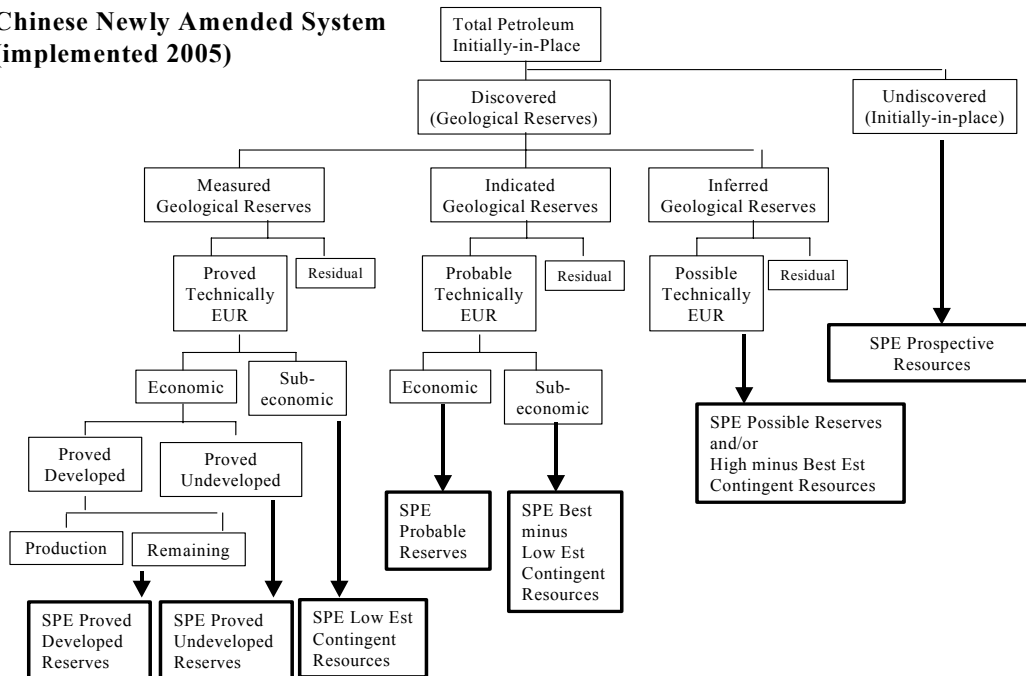 Chinese Newly Amended System
(implemented 2005)
Total Petroleum
Initially-in-Place
Discovered
(Geological Reserves)
Undiscovered
(Initially-in-place)
Measured
Geological Reserves
Indicated
Geological Reserves
Inferred
Geological Reserves
Proved
Technically
EUR
Residual
Probable
Technically
EUR
Residual
Possible
Technically
EUR
Residual
SPE Prospective
Resources
Economic
Sub-
economic
Economic
Sub-
economic
SPE Possible Reserves
and/or
High minus Best Est
Contingent Resources
Proved
Developed
Proved
Undeveloped
SPE
Probable
Reserves
SPE Best
minus
Low Est
Contingent
Resources
Production
Remaining
SPE Proved
Developed
Reserves
SPE Proved
Undeveloped
Reserves
SPE Low Est
Contingent
Resources